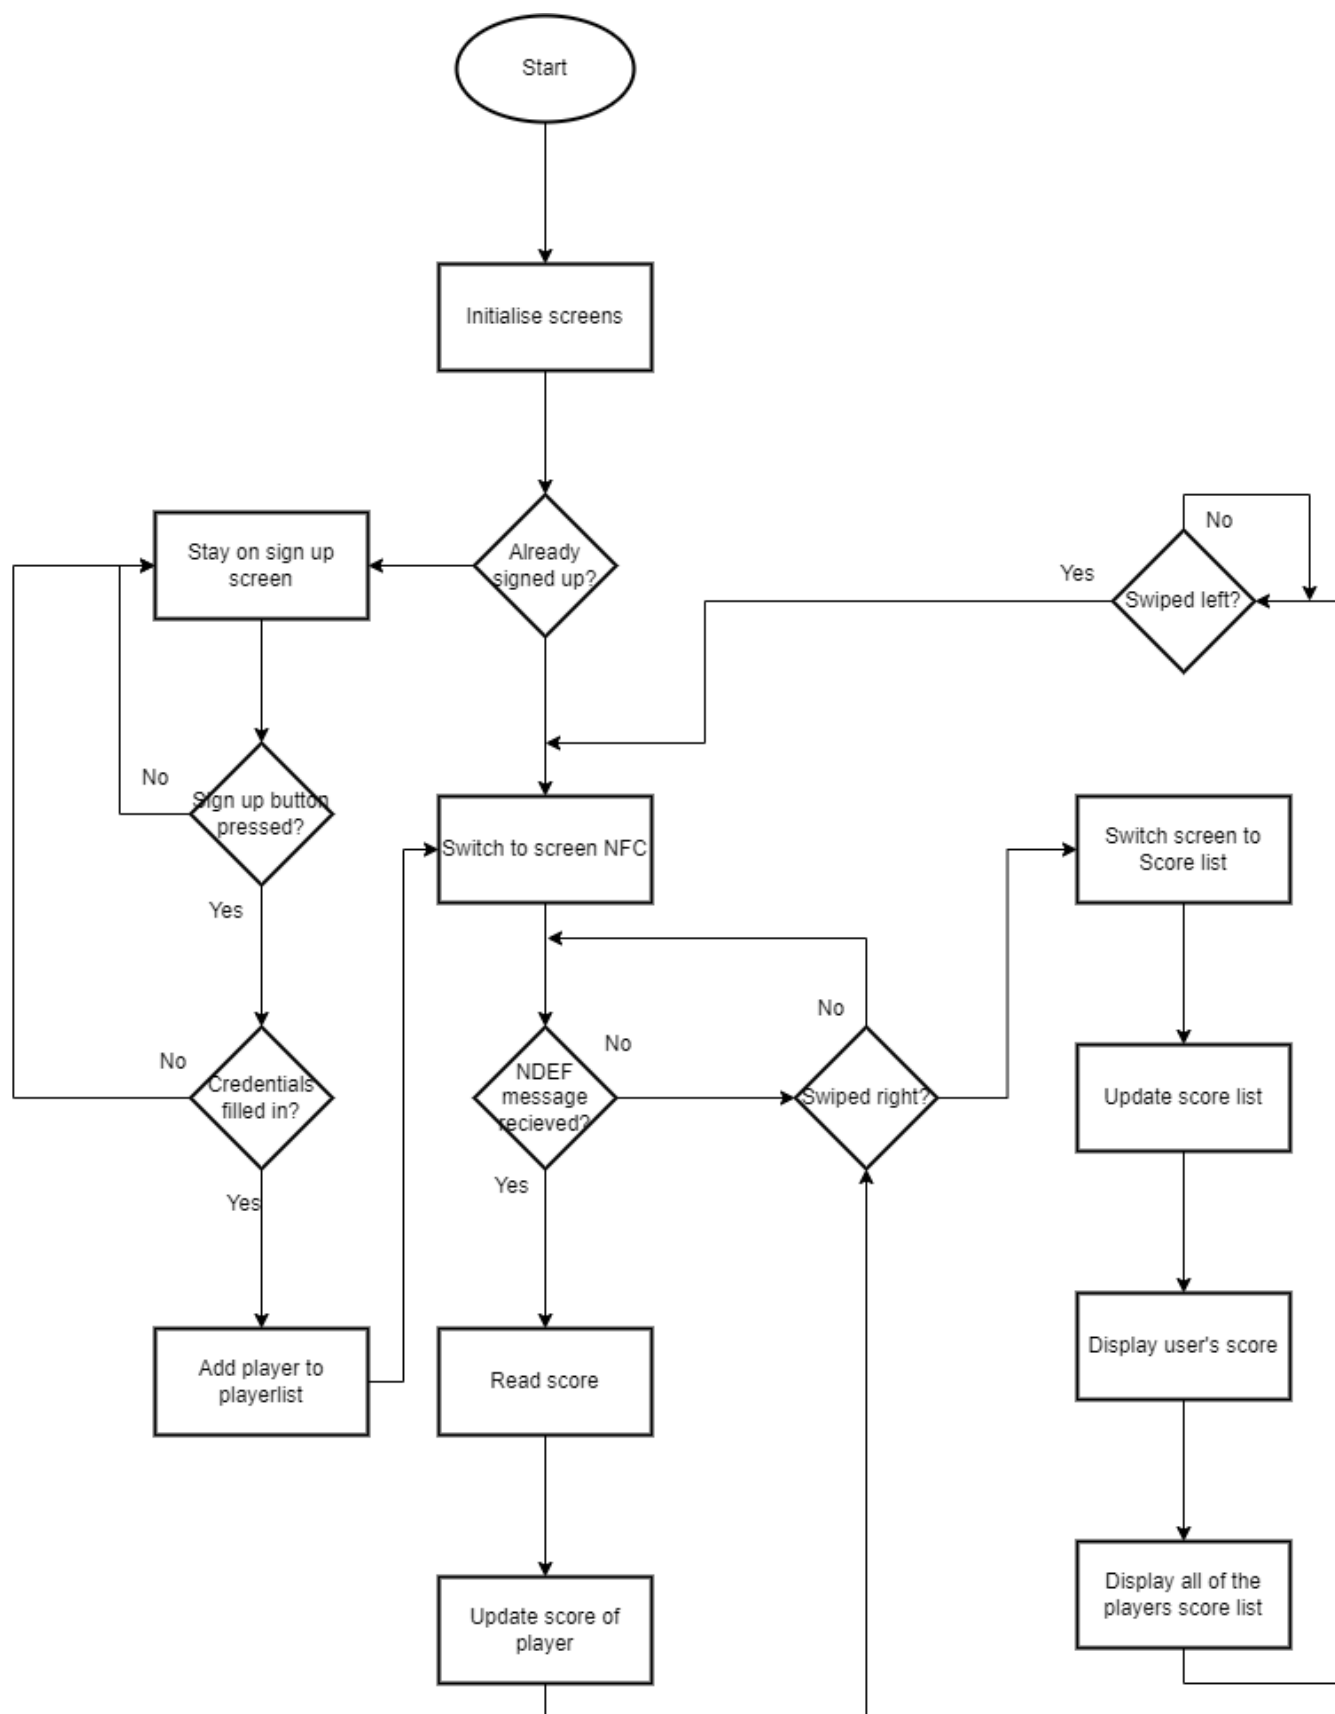 Start
Initialise screens
Already
signed up?
Stay on sign up
screen
No
Sign up button
pressed?
Yes
No
Credentials
filled in?
Yes
Add player to
playerlist
Switch to screen NFC
NDEF
message
recieved?
No
Yes
Read score
Update score of
player
No
Swiped right?
Switch screen to
Score list
Update score list
Display user's score
Display all of the
players score list
No
Yes
Swiped left?